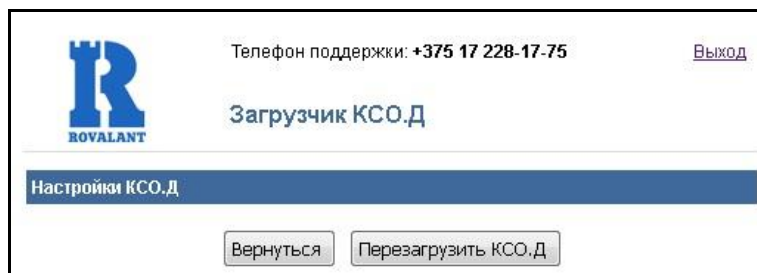 Телефон поддержки: +375 17 228-17-75
Выход
ROVALANT
Загрузчик КСО.Д
Настройки КСО.Д
Вернуться
Перезагрузить КСО.Д